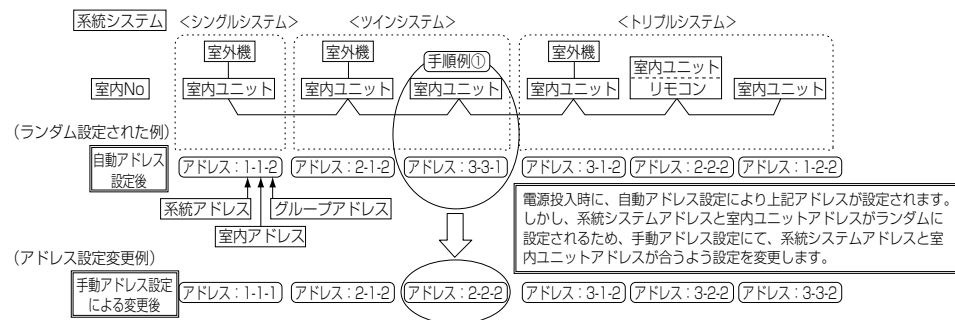 系統システム
<シングルシステム>
<ツインシステム>
<トリプルシステム>
室外機
室外機
手順例①
室外機
室内No
室内ユニット
室内ユニット
室内ユニット
室内ユニット
室内ユニット
リモコン
室内ユニット
(ランダム設定された例)
自動アドレス
設定後
アドレス：1-1-2
アドレス：2-1-2
アドレス：3-3-1
アドレス：3-1-2
アドレス：2-2-2
アドレス：1-2-2
系統アドレス
グループアドレス
室内アドレス
電源投入時に、自動アドレス設定により上記アドレスが設定されます。
しかし、系統システムアドレスと室内ユニットアドレスがランダムに
設定されるため、手動アドレス設定にて、系統システムアドレスと室
内ユニットアドレスが合うよう設定を変更します。
(アドレス設定変更例)
手動アドレス設定
による変更後
アドレス：1-1-1
アドレス：2-1-2
アドレス：2-2-2
アドレス：3-1-2
アドレス：3-2-2
アドレス：3-3-2